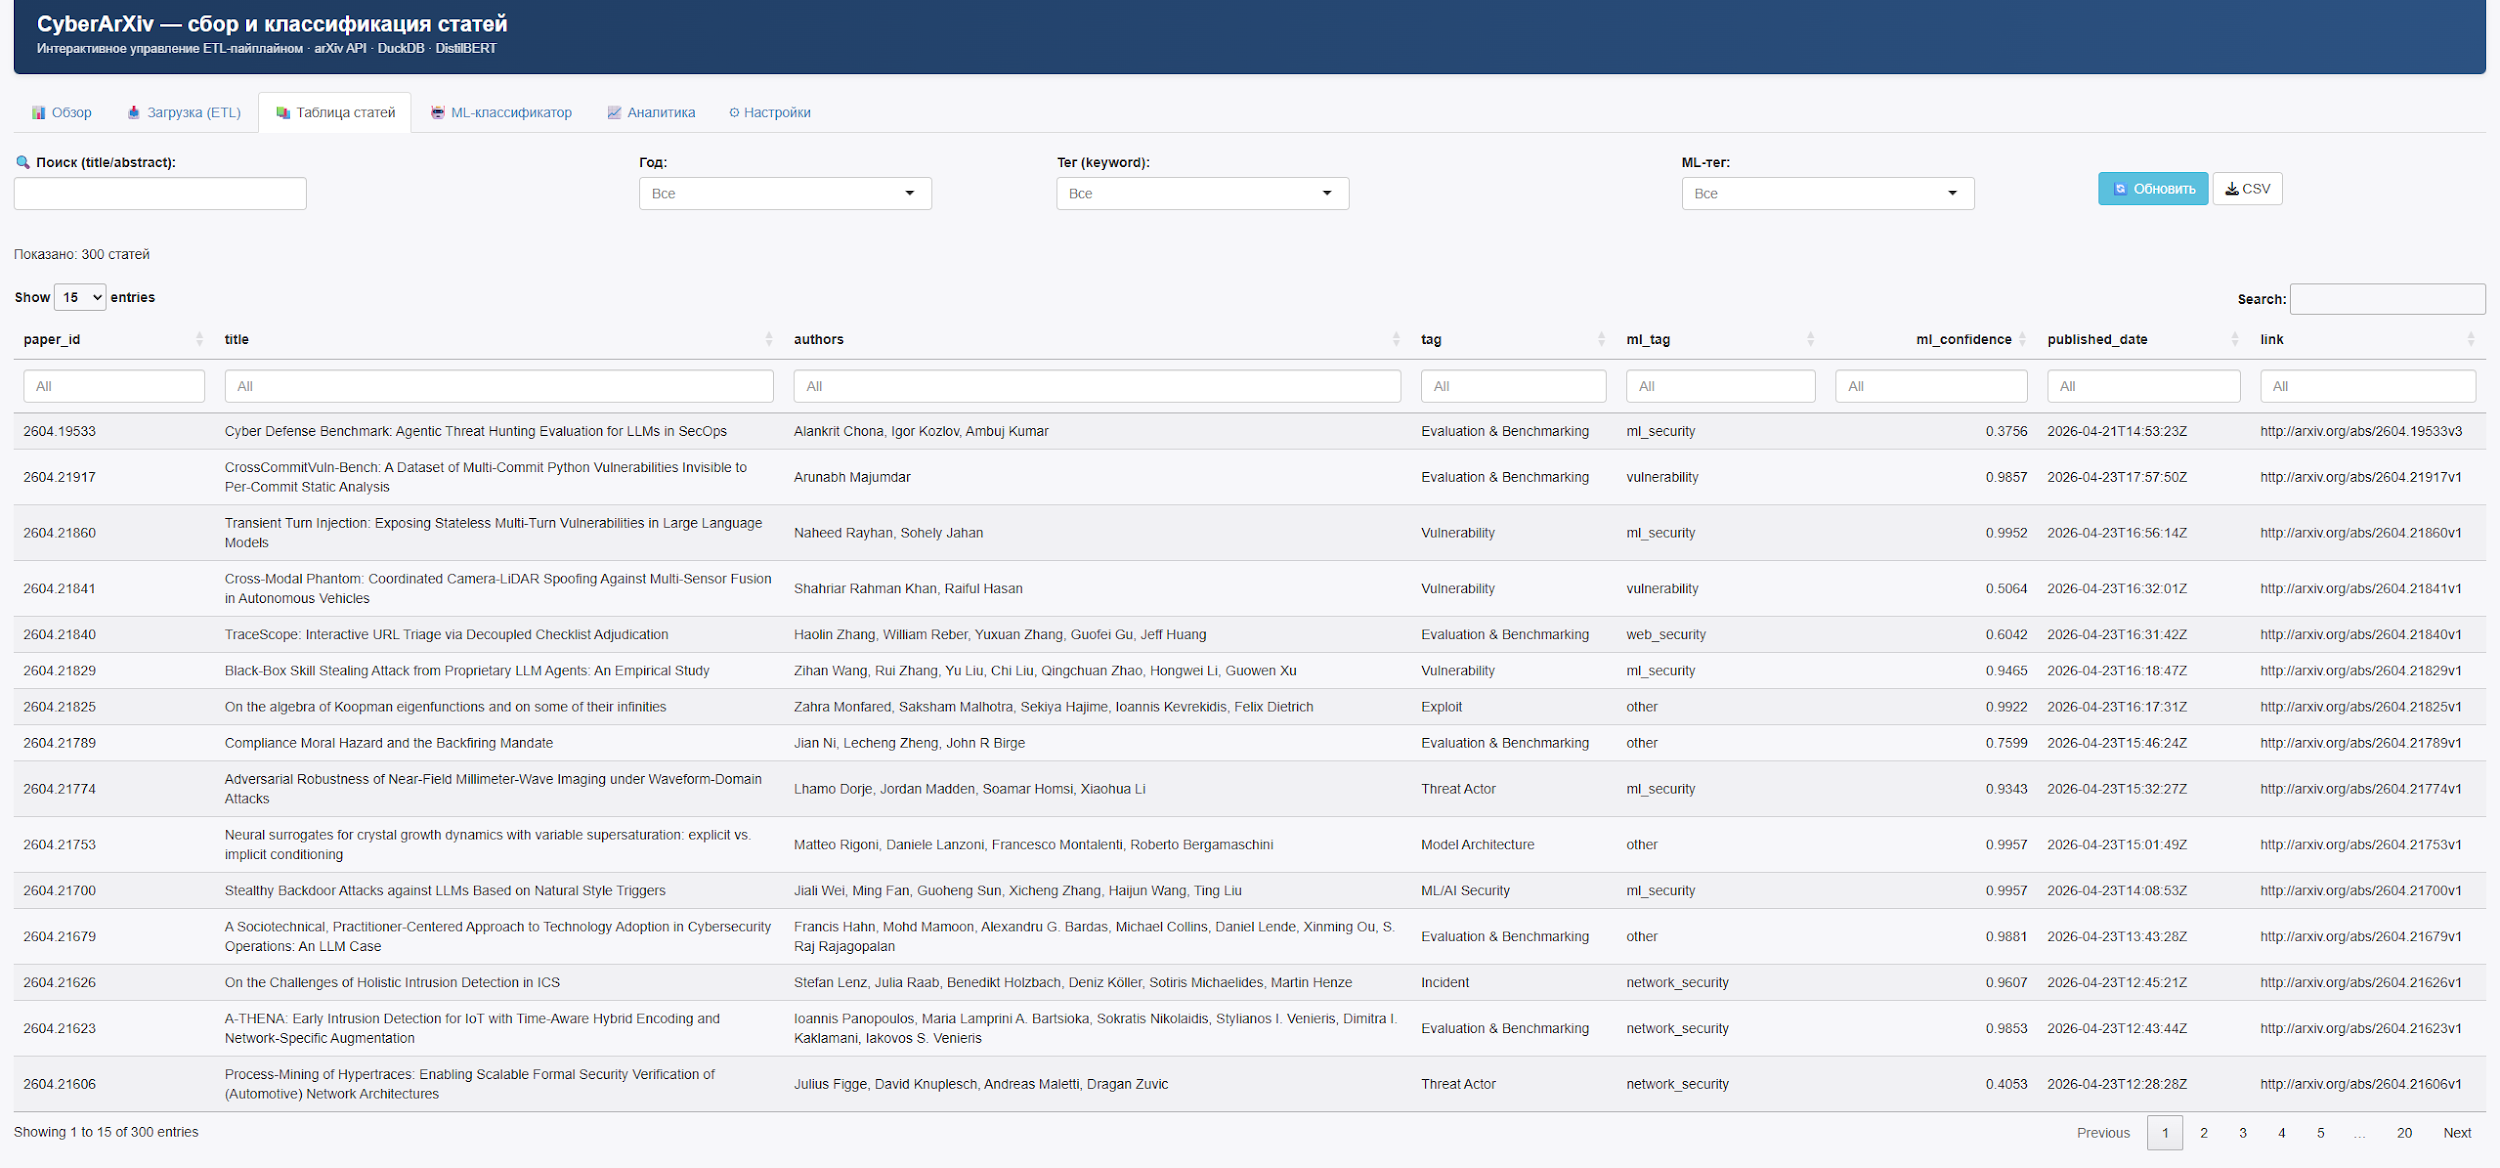 CyberArXiv — сбор и классификация статей
Интерактивное управление ETL-пайплайном · arXiv API · DuckDB · DistilBERT
Обзор Загрузка (ETL) Таблица статей ML-классификатор Аналитика Настройки
Поиск (title/abstract): Год: Тег (keyword): ML-тег:
Все Все Все Обновить CSV
Показано: 300 статей
Show 15 entries Search:
paper_id title authors tag ml_tag ml_confidence published_date link
All All All All All All All All
2604.19533 Cyber Defense Benchmark: Agentic Threat Hunting Evaluation for LLMs in SecOps Alankrit Chona, Igor Kozlov, Ambuj Kumar Evaluation & Benchmarking ml_security 0.3756 2026-04-21T14:53:23Z http://arxiv.org/abs/2604.19533v3
2604.21917 CrossCommitVuln-Bench: A Dataset of Multi-Commit Python Vulnerabilities Invisible to
Per-Commit Static Analysis Arunabh Majumdar Evaluation & Benchmarking vulnerability 0.9857 2026-04-23T17:57:50Z http://arxiv.org/abs/2604.21917v1
2604.21860 Transient Turn Injection: Exposing Stateless Multi-Turn Vulnerabilities in Large Language
Models Naheed Rayhan, Sohely Jahan Vulnerability ml_security 0.9952 2026-04-23T16:56:14Z http://arxiv.org/abs/2604.21860v1
2604.21841 Cross-Modal Phantom: Coordinated Camera-LiDAR Spoofing Against Multi-Sensor Fusion
in Autonomous Vehicles Shahriar Rahman Khan, Raiful Hasan Vulnerability vulnerability 0.5064 2026-04-23T16:32:01Z http://arxiv.org/abs/2604.21841v1
2604.21840 TraceScope: Interactive URL Triage via Decoupled Checklist Adjudication Haolin Zhang, William Reber, Yuxuan Zhang, Guofei Gu, Jeff Huang Evaluation & Benchmarking web_security 0.6042 2026-04-23T16:31:42Z http://arxiv.org/abs/2604.21840v1
2604.21829 Black-Box Skill Stealing Attack from Proprietary LLM Agents: An Empirical Study Zihan Wang, Rui Zhang, Yu Liu, Chi Liu, Qingchuan Zhao, Hongwei Li, Guowen Xu Vulnerability ml_security 0.9465 2026-04-23T16:18:47Z http://arxiv.org/abs/2604.21829v1
2604.21825 On the algebra of Koopman eigenfunctions and on some of their infinities Zahra Monfared, Saksham Malhotra, Sekiya Hajime, Ioannis Kevrekidis, Felix Dietrich Exploit other 0.9922 2026-04-23T16:17:31Z http://arxiv.org/abs/2604.21825v1
2604.21789 Compliance Moral Hazard and the Backfiring Mandate Jian Ni, Lecheng Zheng, John R Birge Evaluation & Benchmarking other 0.7599 2026-04-23T15:46:24Z http://arxiv.org/abs/2604.21789v1
2604.21774 Adversarial Robustness of Near-Field Millimeter-Wave Imaging under Waveform-Domain
Attacks Lhamo Dorje, Jordan Madden, Soamar Homsi, Xiaohua Li Threat Actor ml_security 0.9343 2026-04-23T15:32:27Z http://arxiv.org/abs/2604.21774v1
2604.21753 Neural surrogates for crystal growth dynamics with variable supersaturation: explicit vs.
implicit conditioning Matteo Rigoni, Daniele Lanzoni, Francesco Montalenti, Roberto Bergamaschini Model Architecture other 0.9957 2026-04-23T15:01:49Z http://arxiv.org/abs/2604.21753v1
2604.21700 Stealthy Backdoor Attacks against LLMs Based on Natural Style Triggers Jiali Wei, Ming Fan, Guoheng Sun, Xicheng Zhang, Haijun Wang, Ting Liu ML/AI Security ml_security 0.9957 2026-04-23T14:08:53Z http://arxiv.org/abs/2604.21700v1
2604.21679 A Sociotechnical, Practitioner-Centered Approach to Technology Adoption in Cybersecurity
Operations: An LLM Case Francis Hahn, Mohd Mamoon, Alexandru G. Bardas, Michael Collins, Daniel Lende, Xinming Ou, S.
Raj Rajagopalan Evaluation & Benchmarking other 0.9881 2026-04-23T13:43:28Z http://arxiv.org/abs/2604.21679v1
2604.21626 On the Challenges of Holistic Intrusion Detection in ICS Stefan Lenz, Julia Raab, Benedikt Holzbach, Deniz Köller, Sotiris Michaelides, Martin Henze Incident network_security 0.9607 2026-04-23T12:45:21Z http://arxiv.org/abs/2604.21626v1
2604.21623 A-THENA: Early Intrusion Detection for IoT with Time-Aware Hybrid Encoding and
Network-Specific Augmentation Ioannis Panopoulos, Maria Lamprini A. Bartsioka, Sokratis Nikolaidis, Stylianos I. Venieris, Dimitra I.
Kaklamani, Iakovos S. Venieris Evaluation & Benchmarking network_security 0.9853 2026-04-23T12:43:44Z http://arxiv.org/abs/2604.21623v1
2604.21606 Process-Mining of Hypertraces: Enabling Scalable Formal Security Verification of
(Automotive) Network Architectures Julius Figge, David Knuplesch, Andreas Maletti, Dragan Zuvic Threat Actor network_security 0.4053 2026-04-23T12:28:28Z http://arxiv.org/abs/2604.21606v1
Showing 1 to 15 of 300 entries Previous 1 2 3 4 5 … 20 Next